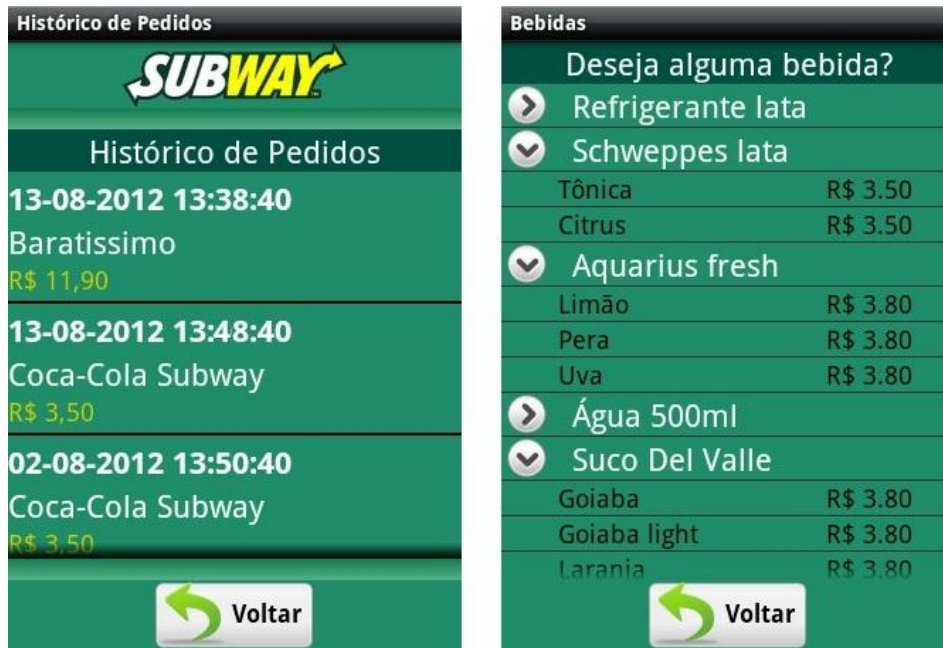 Histórico de Pedidos
SUBWAY
Histórico de Pedidos
13-08-2012 13:38:40
Baratissimo
R$ 11,90
13-08-2012 13:48:40
Coca-Cola Subway
R$ 3,50
02-08-2012 13:50:40
Coca-Cola Subway
R$ 3,50
Voltar
Bebidas
Deseja alguma bebida?
Refrigerante lata
Schweppes lata
Tônica R$ 3.50
Citrus R$ 3.50
Aquarius fresh
Limão R$ 3.80
Pera R$ 3.80
Uva R$ 3.80
Água 500ml
Suco Del Valle
Goiaba R$ 3.80
Goiaba light R$ 3.80
Laranja R$ 3.80
Voltar